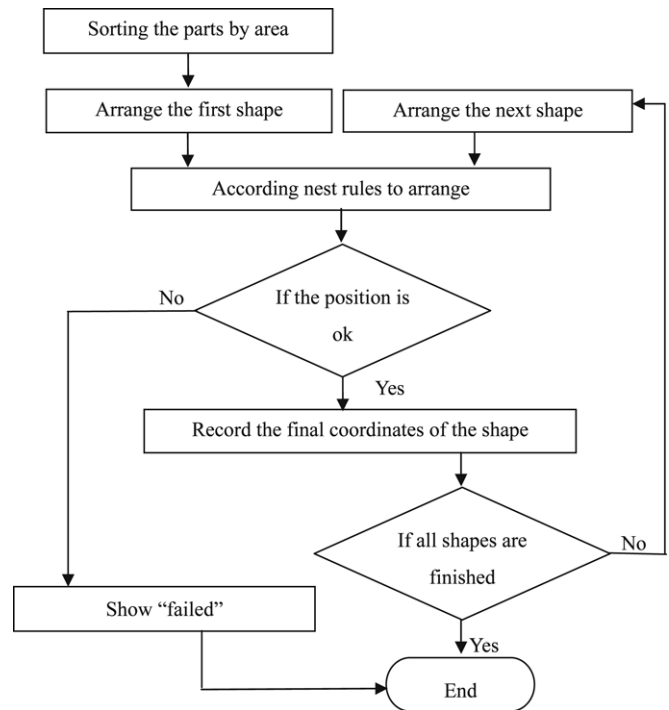 Sorting the parts by area
Arrange the first shape
Arrange the next shape
According nest rules to arrange
No
If the position is
ok
Yes
Record the final coordinates of the shape
If all shapes are
finished
No
Show “failed”
Yes
End